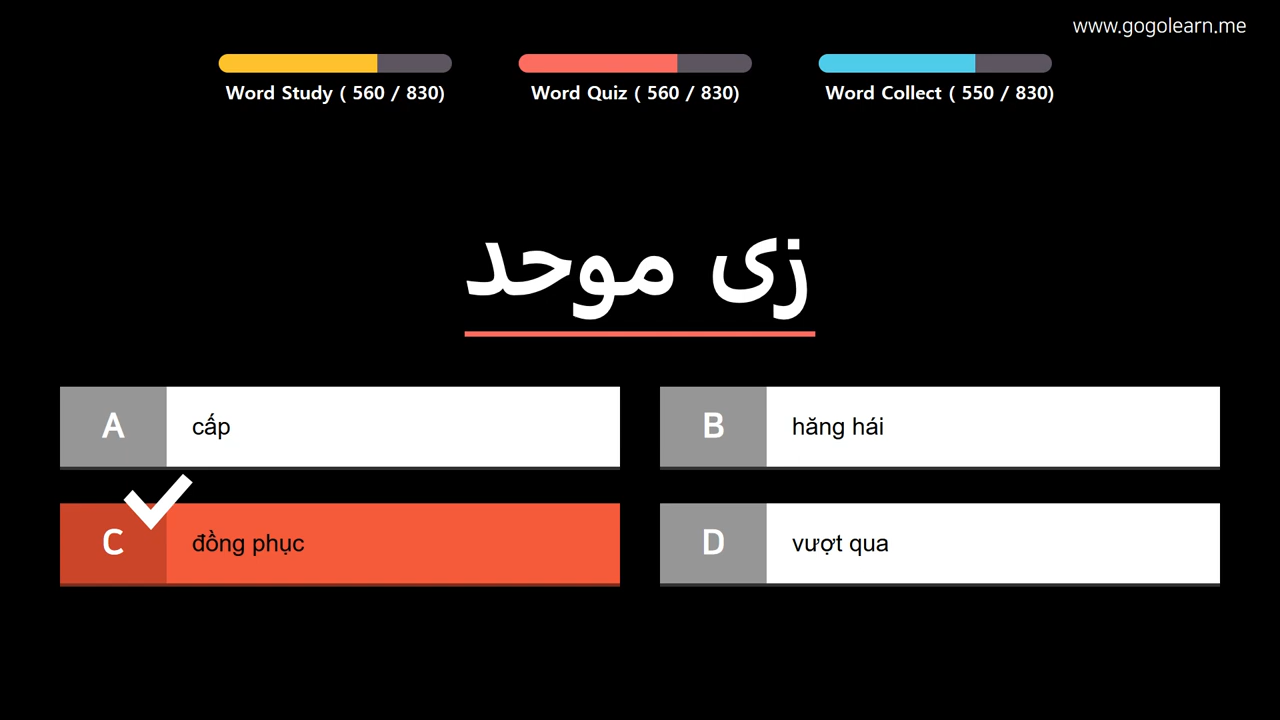 www.gogolearn.me
Word Study ( 560 / 830)
Word Quiz ( 560 / 830)
Word Collect ( 550 / 830)
زى موحد
A cấp
B hăng hái
C đồng phục
D vượt qua